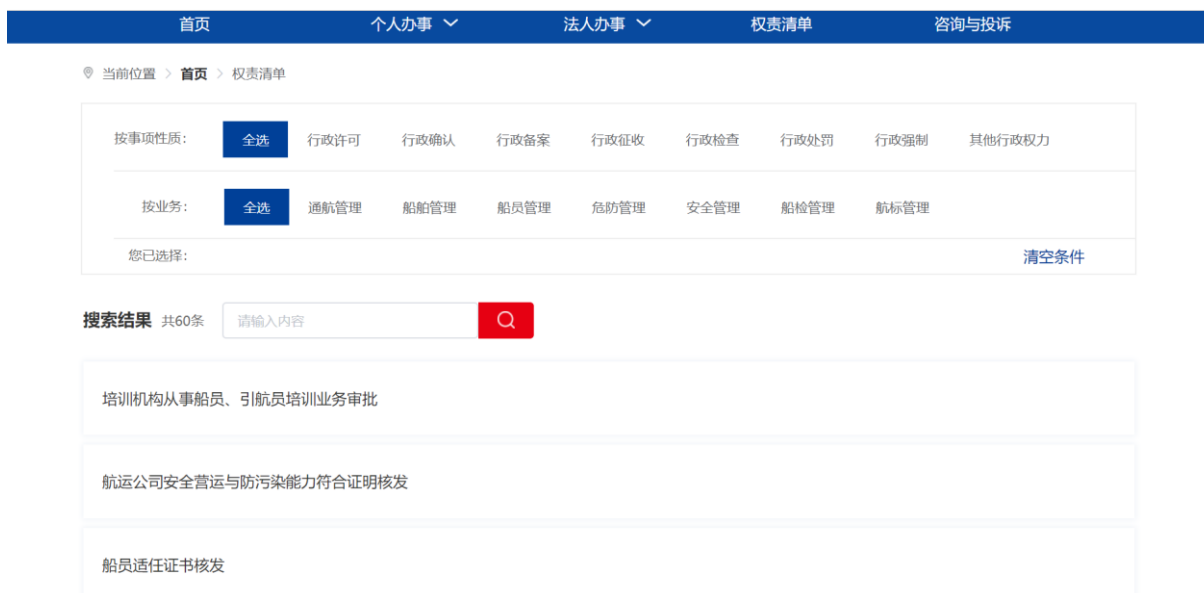 首页 个人办事 法人办事 权责清单 咨询与投诉
当前位置 > 首页 > 权责清单
按事项性质: 全选 行政许可 行政确认 行政备案 行政征收 行政检查 行政处罚 行政强制 其他行政权力
按业务: 全选 通航管理 船舶管理 船员管理 危防管理 安全管理 船检管理 航标管理
您已选择: 清空条件
搜索结果 共60条 请输入内容
培训机构从事船员、引航员培训业务审批
航运公司安全营运与防污染能力符合证明核发
船员适任证书核发